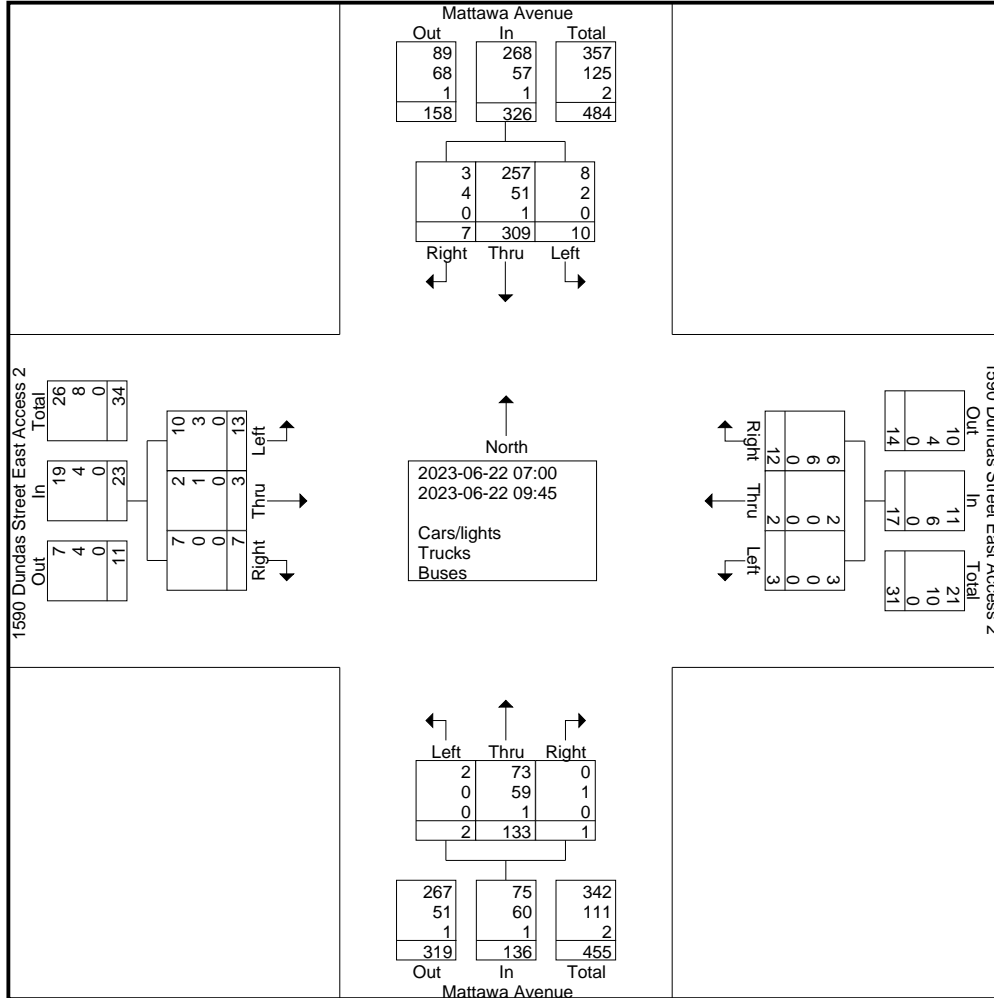 Mattawa Avenue
Out In Total
89 268 357
68 57 125
1 1 2
158 326 484
3 257 8
4 51 2
0 1 0
7 309 10
Right Thru Left
1590 Dundas Street East Access 2
Total
26 8 0 34
In
19 4 0 23
Out
7 4 0 11
Left
10 3 0 13
Thru
2 1 0 3
Right
7 0 0 7
North
2023-06-22 07:00
2023-06-22 09:45
Cars/lights
Trucks
Buses
Right
6 6 0 12
Thru
2 0 0 2
Left
3 0 0 3
Out
10 4 0 14
In
11 6 0 17
Total
21 10 0 31
1590 Dundas Street East Access 2
Left Thru Right
2 73 0
0 59 1
0 1 0
2 133 1
267 75 342
51 60 111
1 1 2
319 136 455
Out In Total
Mattawa Avenue